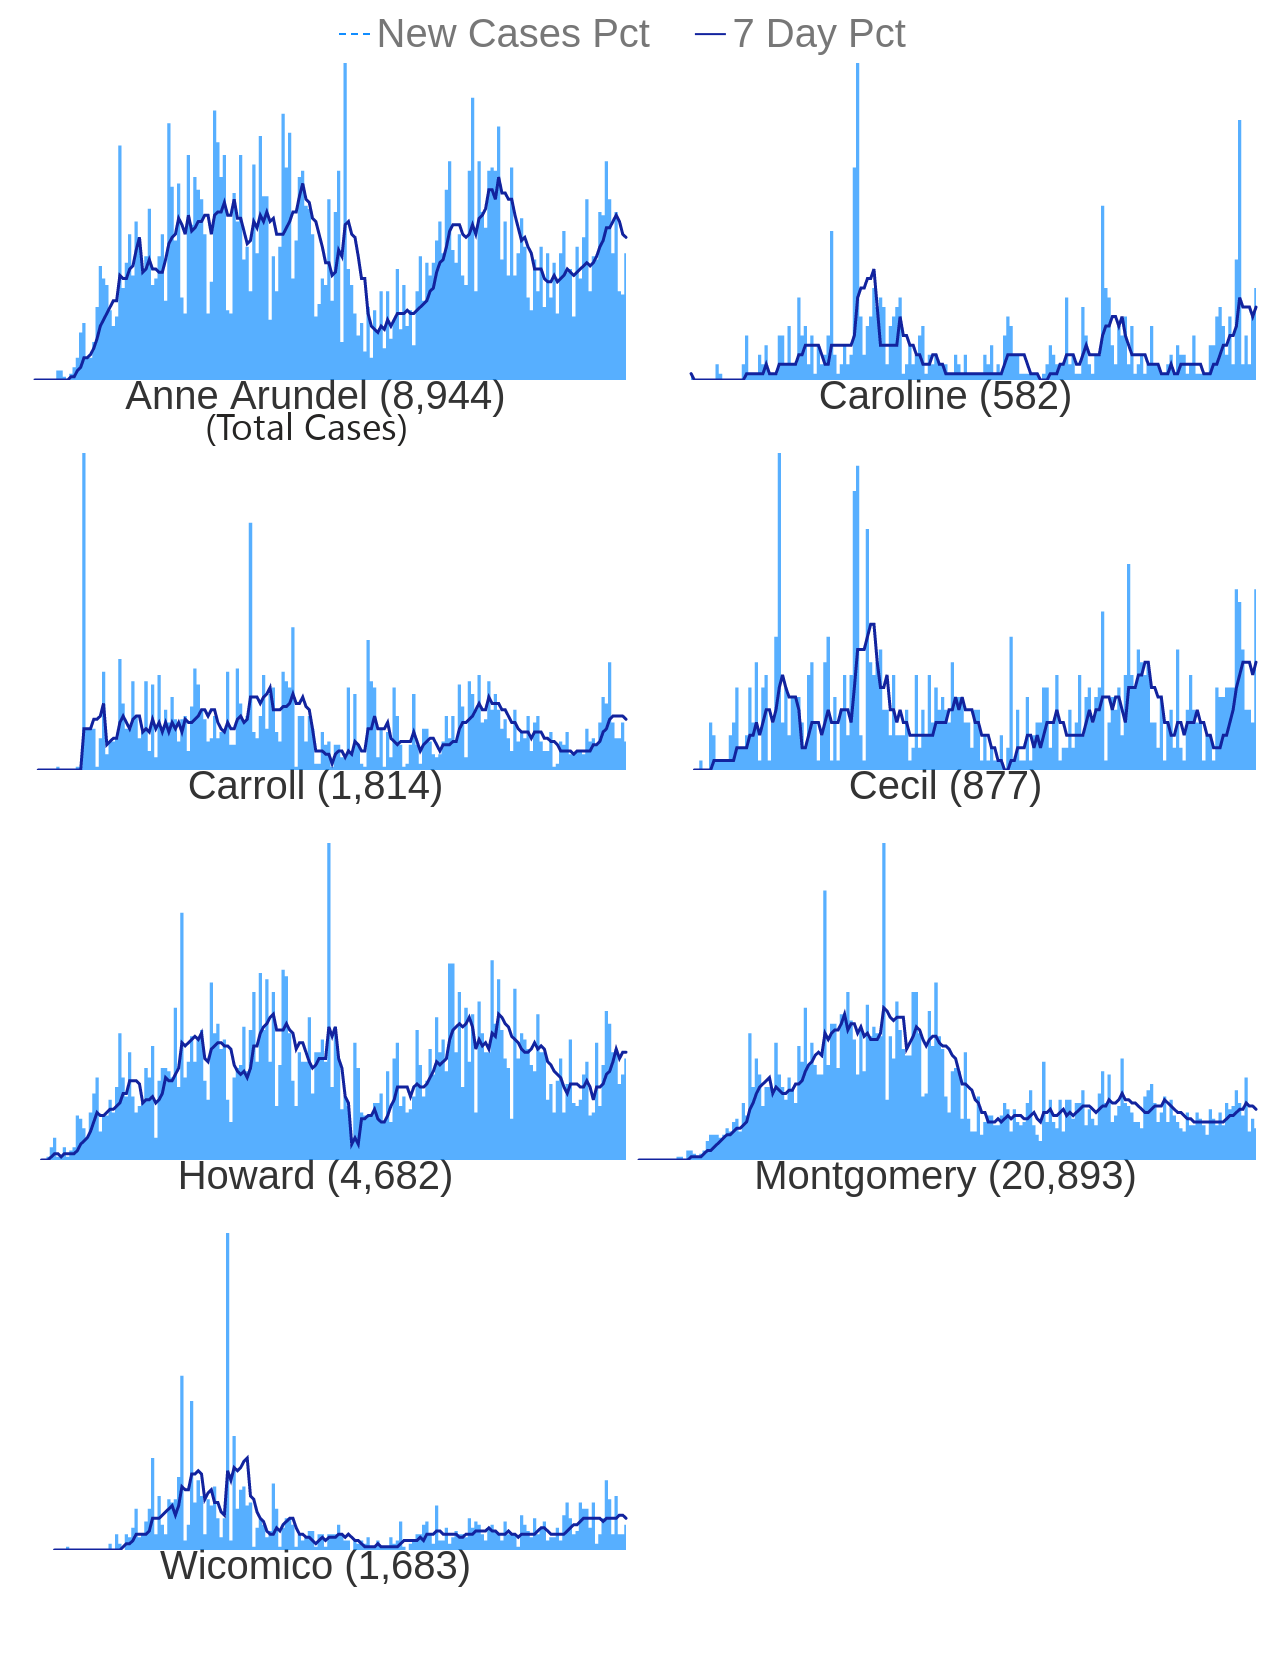 New Cases Pct 7 Day Pct
Anne Arundel (8,944)
(Total Cases)
Caroline (582)
Carroll (1,814)
Cecil (877)
Howard (4,682)
Montgomery (20,893)
Wicomico (1,683)